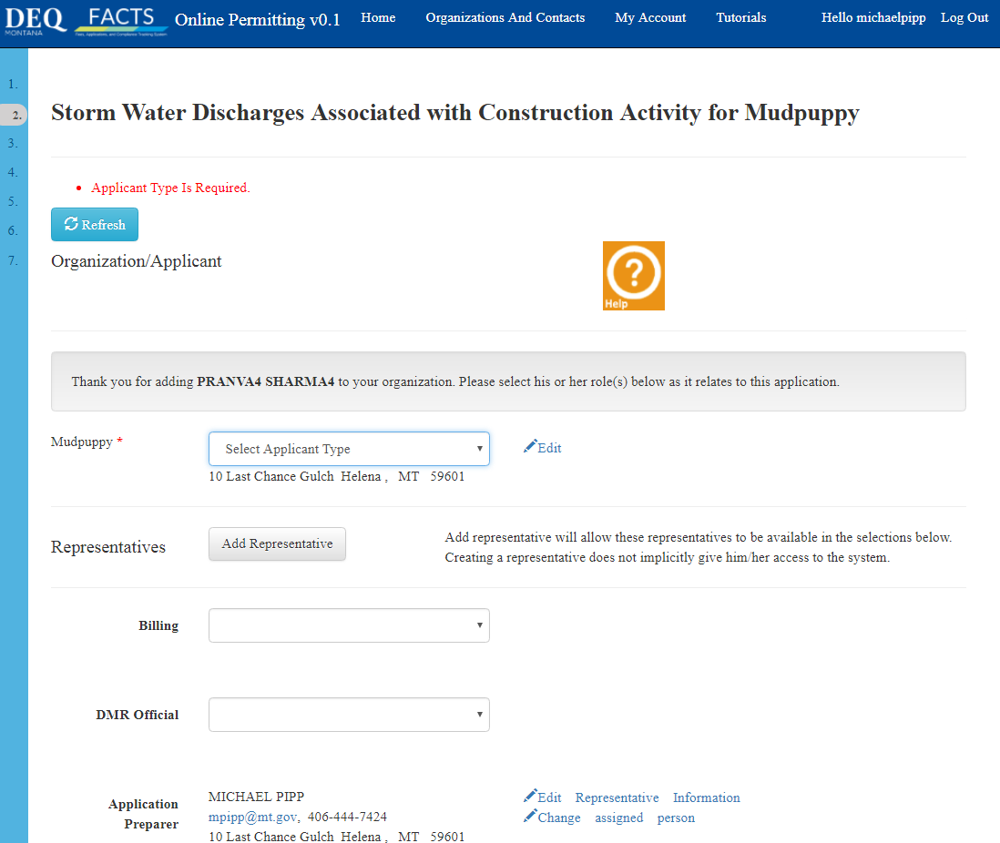 DEQ
MONTANA
FACTS
Online Permitting v0.1
Home
Organizations And Contacts
My Account
Tutorials
Hello michaelpipp
Log Out
1.
2.
3.
4.
5.
6.
7.
Storm Water Discharges Associated with Construction Activity for Mudpuppy
Applicant Type Is Required.
Refresh
Organization/Applicant
?
Help
Thank you for adding PRANVA4 SHARMA4 to your organization. Please select his or her role(s) below as it relates to this application.
Mudpuppy *
Select Applicant Type
Edit
10 Last Chance Gulch Helena , MT 59601
Representatives
Add Representative
Add representative will allow these representatives to be available in the selections below.
Creating a representative does not implicitly give him/her access to the system.
Billing
DMR Official
Application
Preparer
MICHAEL PIPP
mpipp@mt.gov, 406-444-7424
10 Last Chance Gulch Helena , MT 59601
Edit Representative Information
Change assigned person